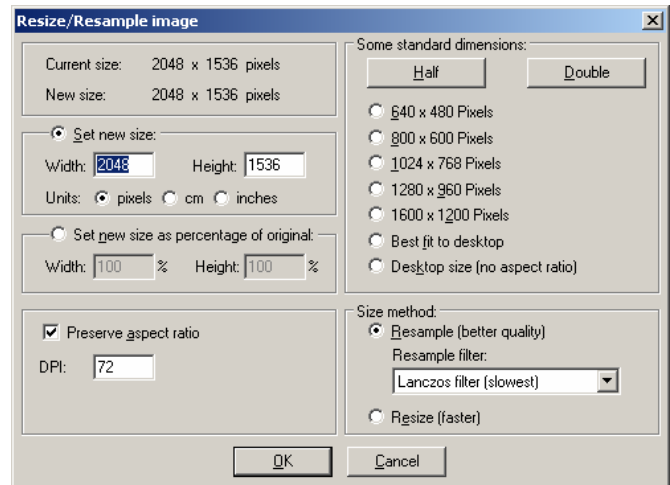 Resize/Resample image
Current size: 2048 x 1536 pixels
New size: 2048 x 1536 pixels
Set new size:
Width: 2048 Height: 1536
Units: pixels cm inches
Set new size as percentage of original:
Width: 100 % Height: 100 %
Preserve aspect ratio
DPI: 72
Some standard dimensions:
Half Double
640 x 480 Pixels
800 x 600 Pixels
1024 x 768 Pixels
1280 x 960 Pixels
1600 x 1200 Pixels
Best fit to desktop
Desktop size (no aspect ratio)
Size method:
Resample (better quality)
Resample filter:
Lanczos filter (slowest)
Resize (faster)
OK Cancel